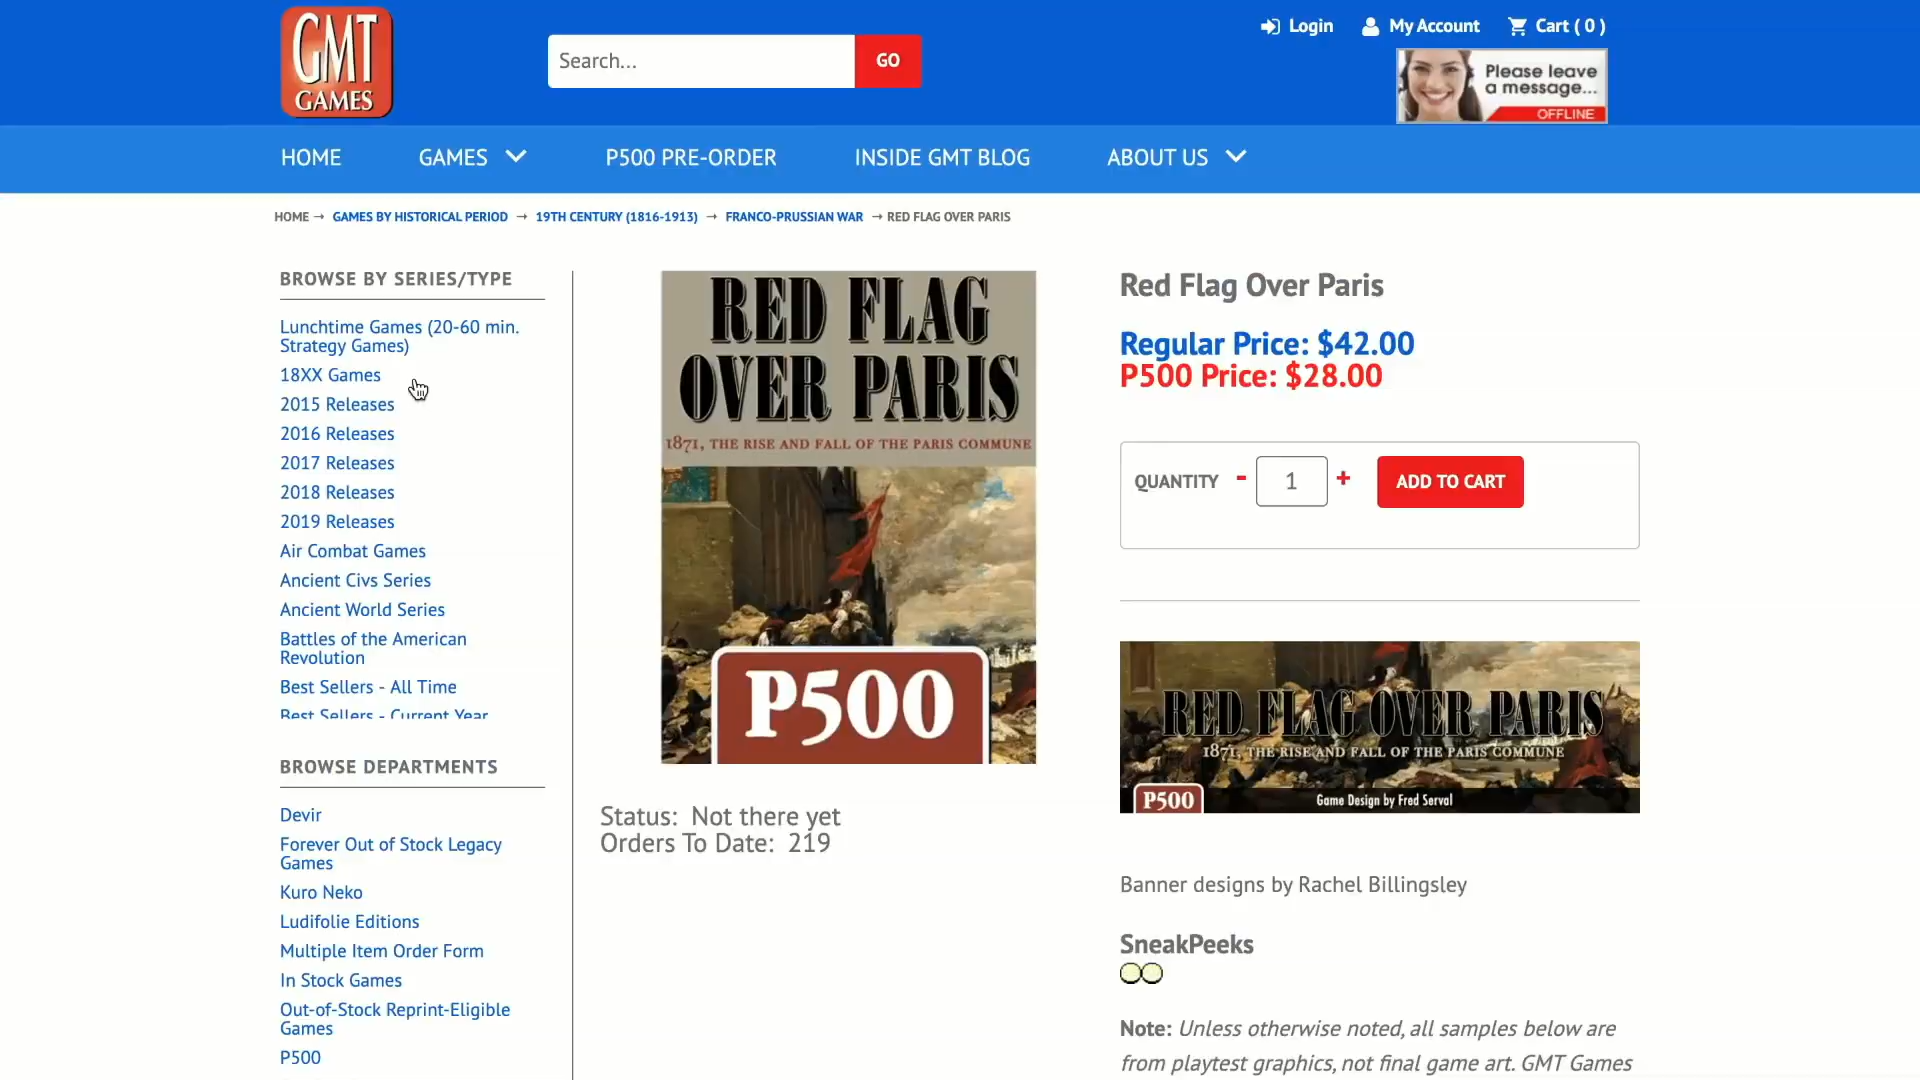 GMT
GAMES
Search...
GO
Login
My Account
Cart ( 0 )
Please leave
a message...
OFFLINE
HOME
GAMES
P500 PRE-ORDER
INSIDE GMT BLOG
ABOUT US
HOME → GAMES BY HISTORICAL PERIOD → 19TH CENTURY (1816-1913) → FRANCO-PRUSSIAN WAR → RED FLAG OVER PARIS
BROWSE BY SERIES/TYPE
Lunchtime Games (20-60 min.
Strategy Games)
18XX Games
2015 Releases
2016 Releases
2017 Releases
2018 Releases
2019 Releases
Air Combat Games
Ancient Civs Series
Ancient World Series
Battles of the American
Revolution
Best Sellers - All Time
Best Sellers - Current Year
BROWSE DEPARTMENTS
Devir
Forever Out of Stock Legacy
Games
Kuro Neko
Ludifolie Editions
Multiple Item Order Form
In Stock Games
Out-of-Stock Reprint-Eligible
Games
P500
RED FLAG
OVER PARIS
1871, THE RISE AND FALL OF THE PARIS COMMUNE
P500
Status: Not there yet
Orders To Date: 219
Red Flag Over Paris
Regular Price: $42.00
P500 Price: $28.00
QUANTITY - 1 + ADD TO CART
RED FLAG OVER PARIS
1871, THE RISE AND FALL OF THE PARIS COMMUNE
P500
Game Design by Fred Serval
Banner designs by Rachel Billingsley
SneakPeeks
Note: Unless otherwise noted, all samples below are
from playtest graphics, not final game art. GMT Games